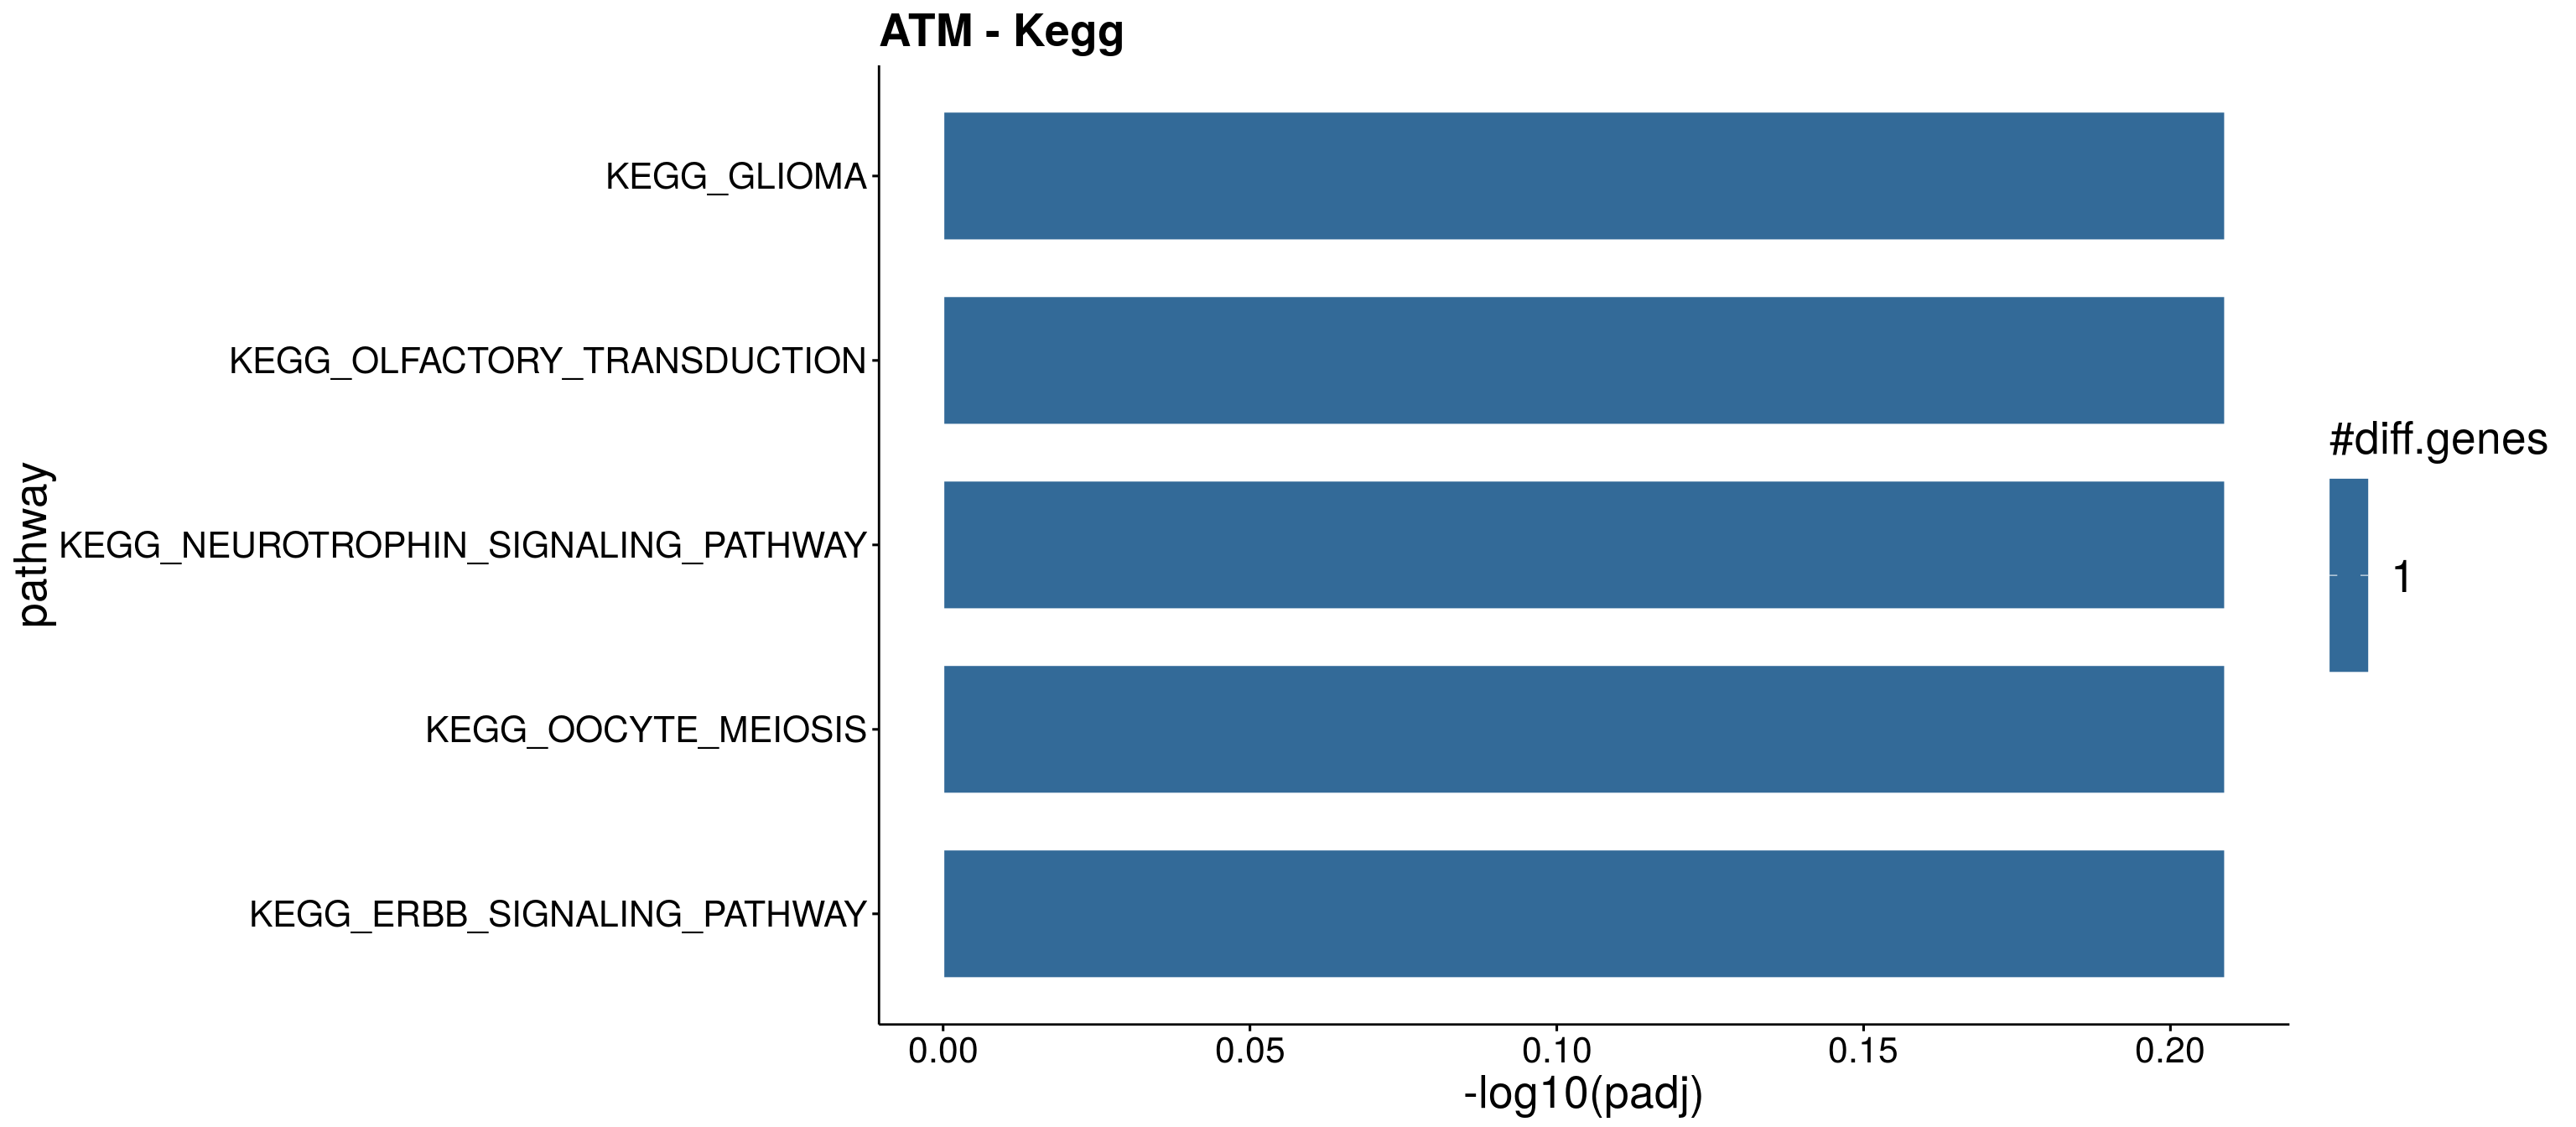 ATM - Kegg
pathway
KEGG_GLIOMA
KEGG_OLFACTORY_TRANSDUCTION
KEGG_NEUROTROPHIN_SIGNALING_PATHWAY
KEGG_OOCYTE_MEIOSIS
KEGG_ERBB_SIGNALING_PATHWAY
0.00 0.05 0.10 0.15 0.20
-log10(padj)
#diff.genes
1